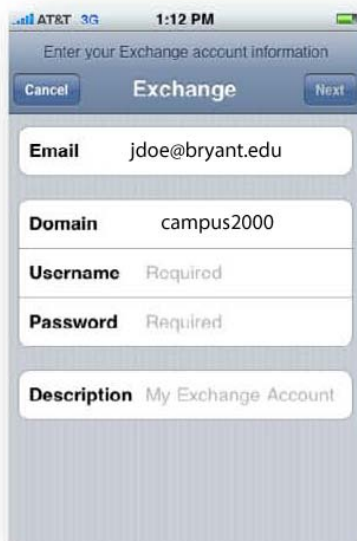 AT&T 3G 1:12 PM
Enter your Exchange account information
Cancel Exchange Next
Email jdoe@bryant.edu
Domain campus2000
Username Required
Password Required
Description My Exchange Account